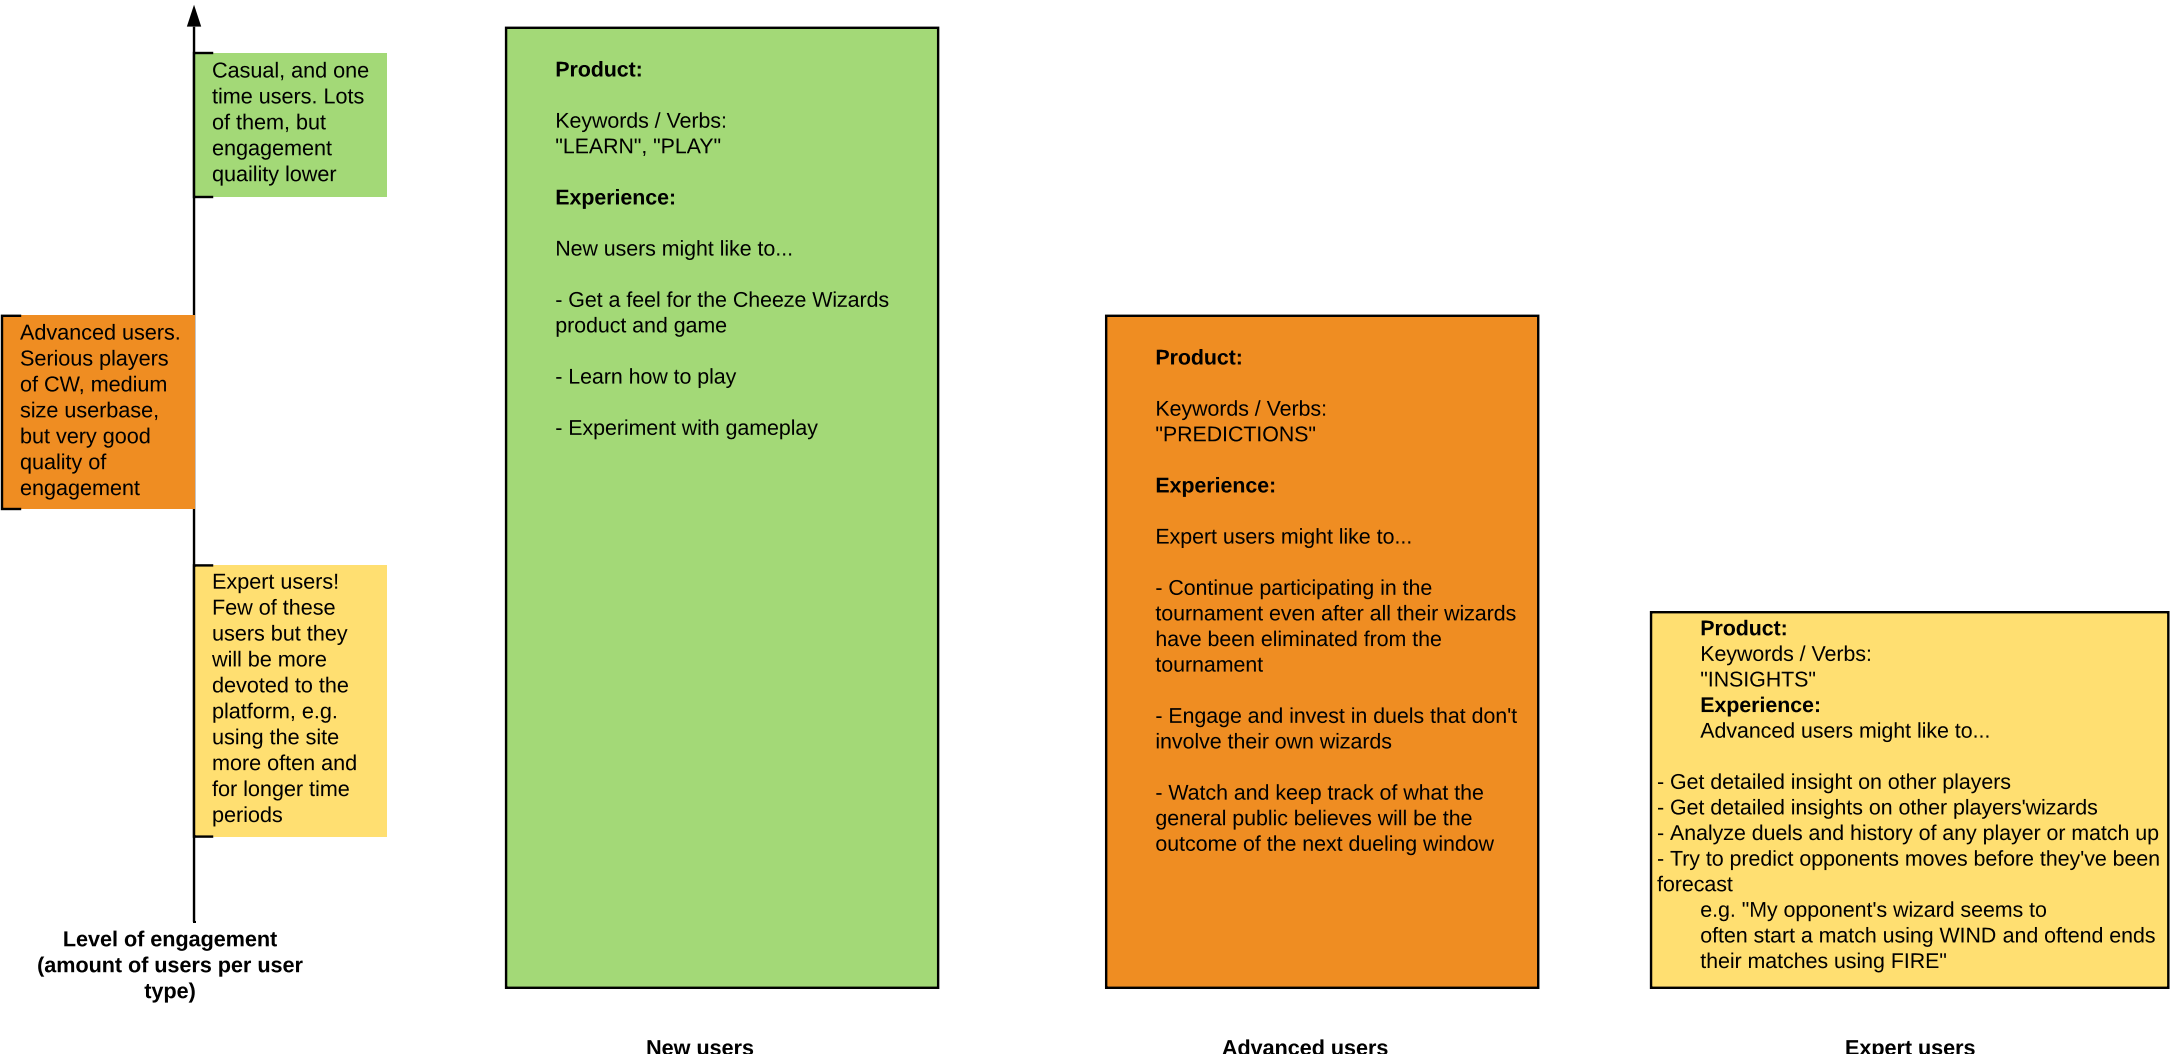 Casual, and one
time users. Lots
of them, but
engagement
quaility lower
Advanced users.
Serious players
of CW, medium
size userbase,
but very good
quality of
engagement
Expert users!
Few of these
users but they
will be more
devoted to the
platform, e.g.
using the site
more often and
for longer time
periods
Level of engagement
(amount of users per user
type)
Product:
Keywords / Verbs:
"LEARN", "PLAY"
Experience:
New users might like to...
- Get a feel for the Cheeze Wizards
product and game
- Learn how to play
- Experiment with gameplay
New users
Product:
Keywords / Verbs:
"PREDICTIONS"
Experience:
Expert users might like to...
- Continue participating in the
tournament even after all their wizards
have been eliminated from the
tournament
- Engage and invest in duels that don't
involve their own wizards
- Watch and keep track of what the
general public believes will be the
outcome of the next dueling window
Advanced users
Product:
Keywords / Verbs:
"INSIGHTS"
Experience:
Advanced users might like to...
- Get detailed insight on other players
- Get detailed insights on other players'wizards
- Analyze duels and history of any player or match up
- Try to predict opponents moves before they've been
forecast
e.g. "My opponent's wizard seems to
often start a match using WIND and oftend ends
their matches using FIRE"
Expert users